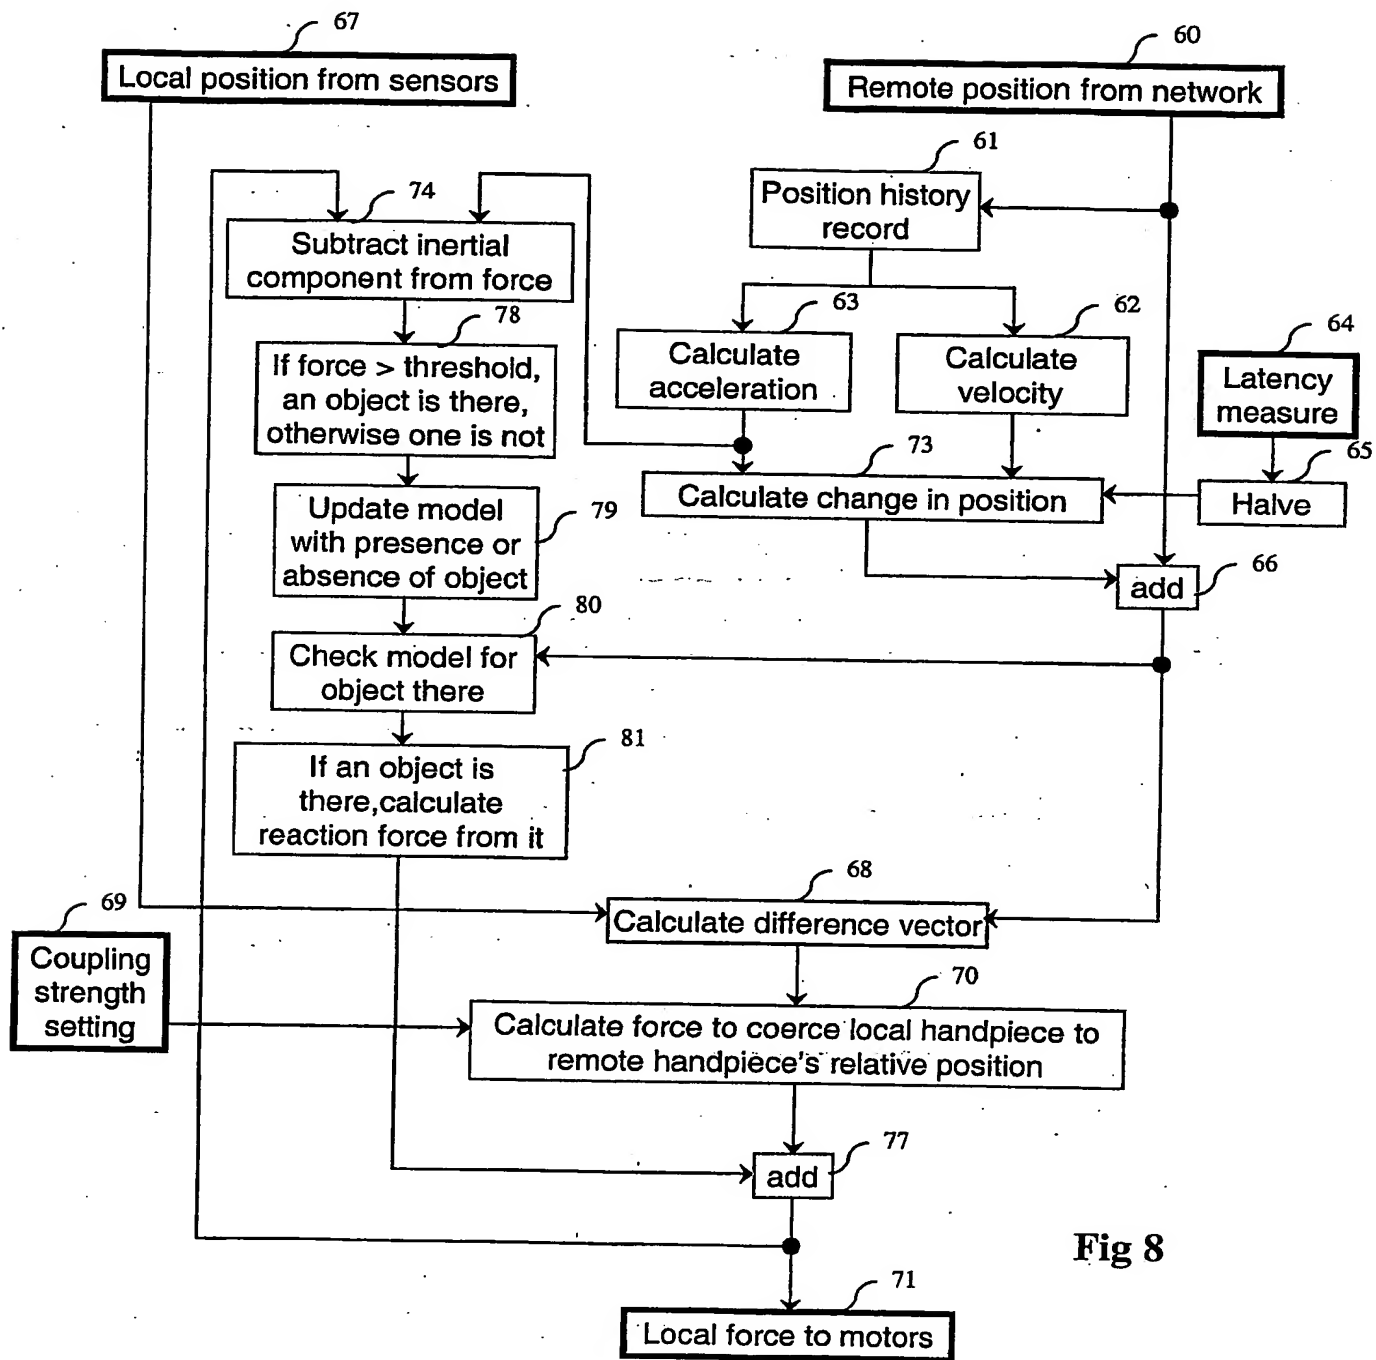 67
Local position from sensors
60
Remote position from network
61
Position history
record
74
Subtract inertial
component from force
78
If force > threshold,
an object is there,
otherwise one is not
63
Calculate
acceleration
62
Calculate
velocity
64
Latency
measure
65
Halve
73
Calculate change in position
Update model
with presence or
absence of object
79
66
add
80
Check model for
object there
81
If an object is
there,calculate
reaction force from it
68
Calculate difference vector
69
Coupling
strength
setting
70
Calculate force to coerce local handpiece to
remote handpiece's relative position
77
add
Fig 8
71
Local force to motors